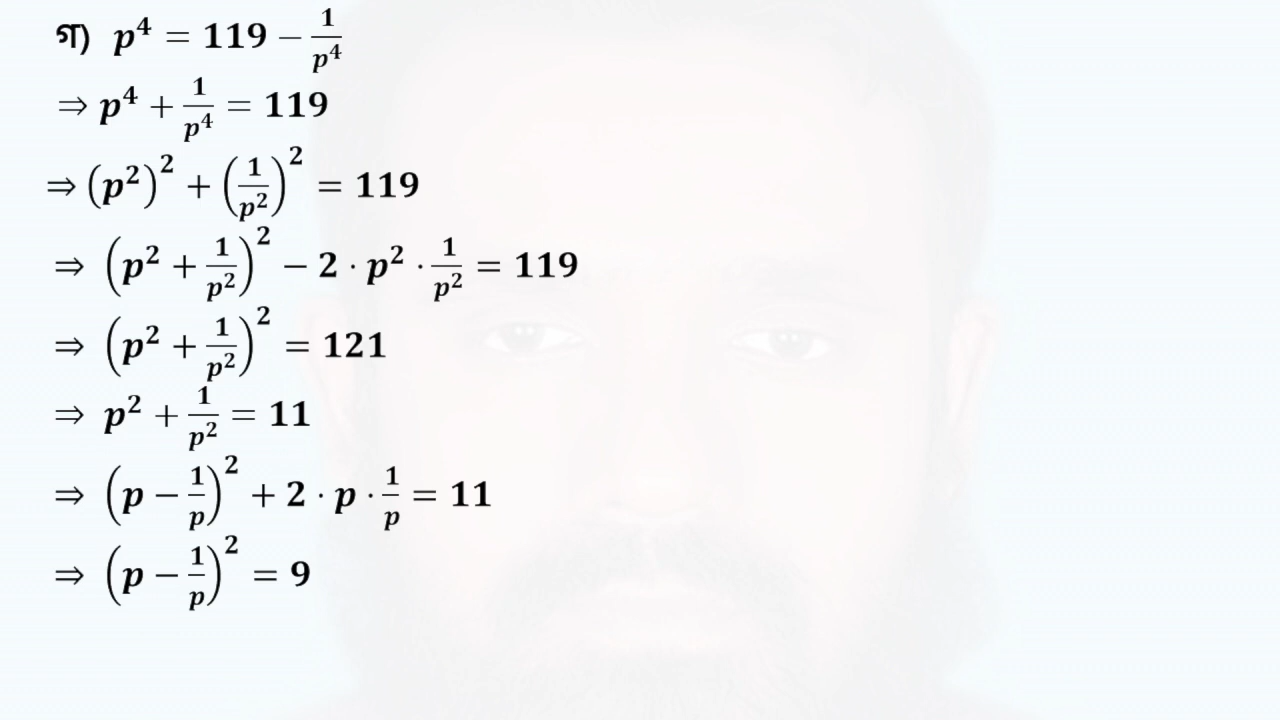 গ) p⁴ = 119 − 1/p⁴
⇒ p⁴ + 1/p⁴ = 119
⇒ (p²)² + (1/p²)² = 119
⇒ (p² + 1/p²)² − 2 · p² · 1/p² = 119
⇒ (p² + 1/p²)² = 121
⇒ p² + 1/p² = 11
⇒ (p − 1/p)² + 2 · p · 1/p = 11
⇒ (p − 1/p)² = 9